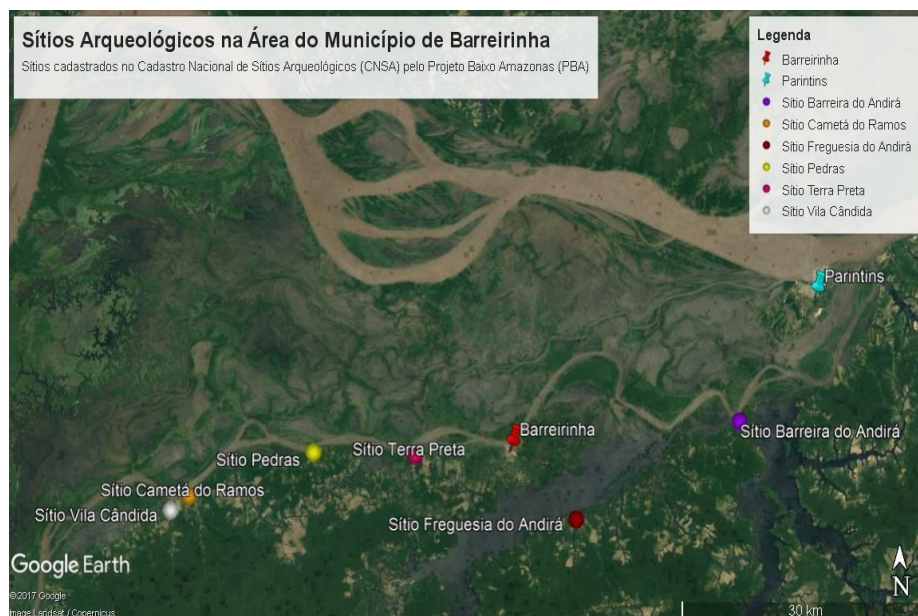 Sítios Arqueológicos na Área do Município de Barreirinha
Sítios cadastrados no Cadastro Nacional de Sítios Arqueológicos (CNSA) pelo Projeto Baixo Amazonas (PBA)
Legenda
Barreirinha
Parintins
Sítio Barreira do Andirá
Sítio Cametá do Ramos
Sítio Freguesia do Andirá
Sítio Pedras
Sítio Terra Preta
Sítio Vila Cândida
Parintins
Barreirinha
Sítio Barreira do Andirá
Sítio Terra Preta
Sítio Pedras
Sítio Cametá do Ramos
Sítio Vila Cândida
Sítio Freguesia do Andirá
Google Earth
©2017 Google
Image Landsat / Copernicus
N
30 km